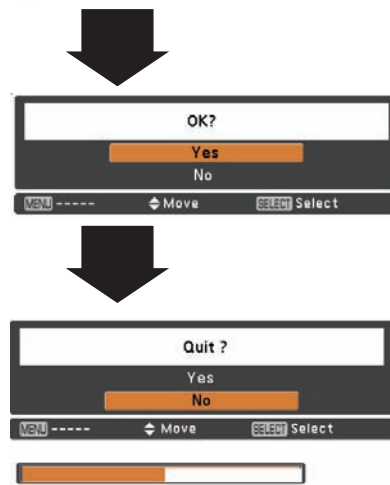 OK?
Yes
No
MENU ----- Move SELECT Select
Quit ?
Yes
No
MENU ----- Move SELECT Select